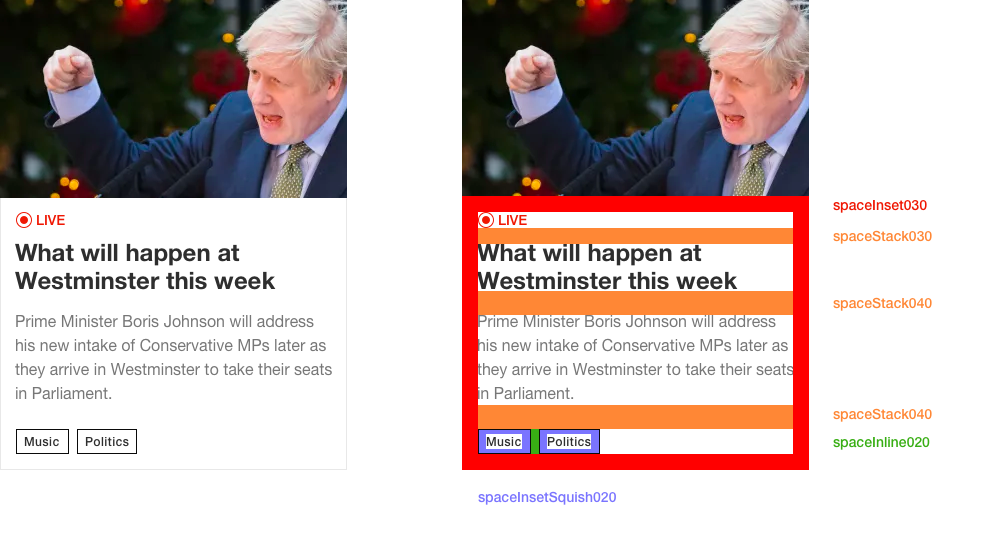 LIVE
What will happen at
Westminster this week
Prime Minister Boris Johnson will address
his new intake of Conservative MPs later as
they arrive in Westminster to take their seats
in Parliament.
Music
Politics
LIVE
What will happen at
Westminster this week
Prime Minister Boris Johnson will address
his new intake of Conservative MPs later as
they arrive in Westminster to take their seats
in Parliament.
Music
Politics
spaceInset030
spaceStack030
spaceStack040
spaceStack040
spaceInline020
spaceInsetSquish020